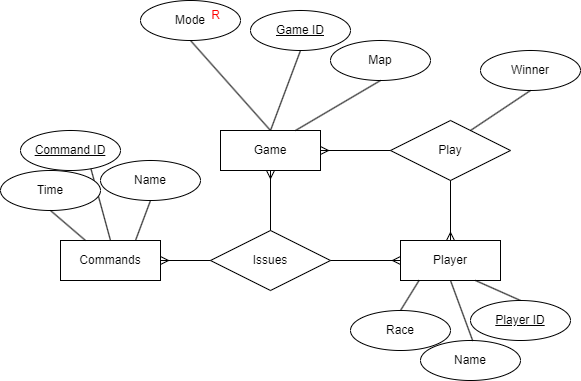 Mode R
Game ID
Map
Winner
Command ID
Game
Play
Time
Name
Commands
Issues
Player
Race
Player ID
Name